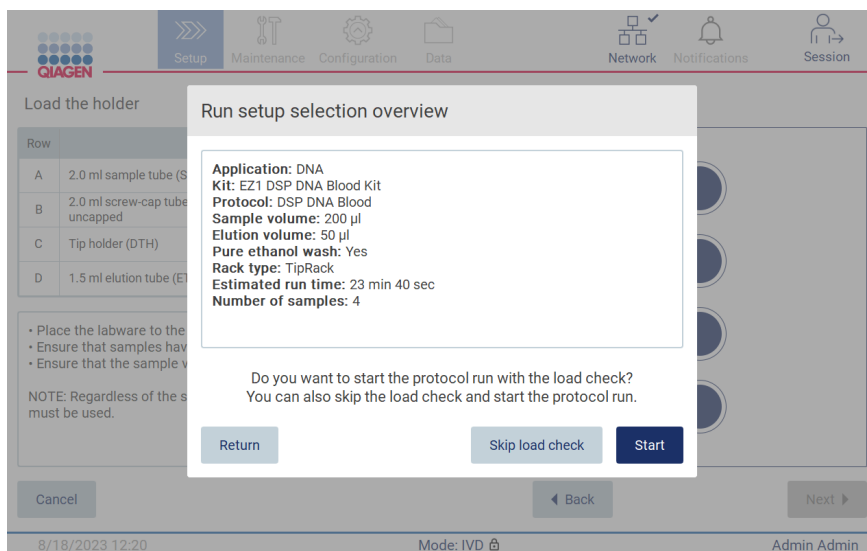 Setup
Maintenance
Configuration
Data
Network
Notifications
Session
QIAGEN
Load the holder
Run setup selection overview
Row
A 2.0 ml sample tube (S
B 2.0 ml screw-cap tube
uncapped
C Tip holder (DTH)
D 1.5 ml elution tube (ET
• Place the labware to the
• Ensure that samples hav
• Ensure that the sample v
NOTE: Regardless of the s
must be used.
Application: DNA
Kit: EZ1 DSP DNA Blood Kit
Protocol: DSP DNA Blood
Sample volume: 200 µl
Elution volume: 50 µl
Pure ethanol wash: Yes
Rack type: TipRack
Estimated run time: 23 min 40 sec
Number of samples: 4
Do you want to start the protocol run with the load check?
You can also skip the load check and start the protocol run.
Return
Skip load check
Start
Cancel
Back
Next
8/18/2023 12:20
Mode: IVD
Admin Admin